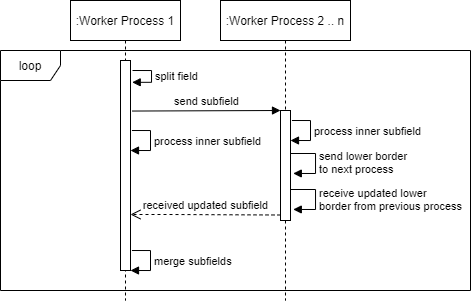 :Worker Process 1
:Worker Process 2 .. n
loop
split field
send subfield
process inner subfield
process inner subfield
send lower border
to next process
receive updated lower
border from previous process
received updated subfield
merge subfields